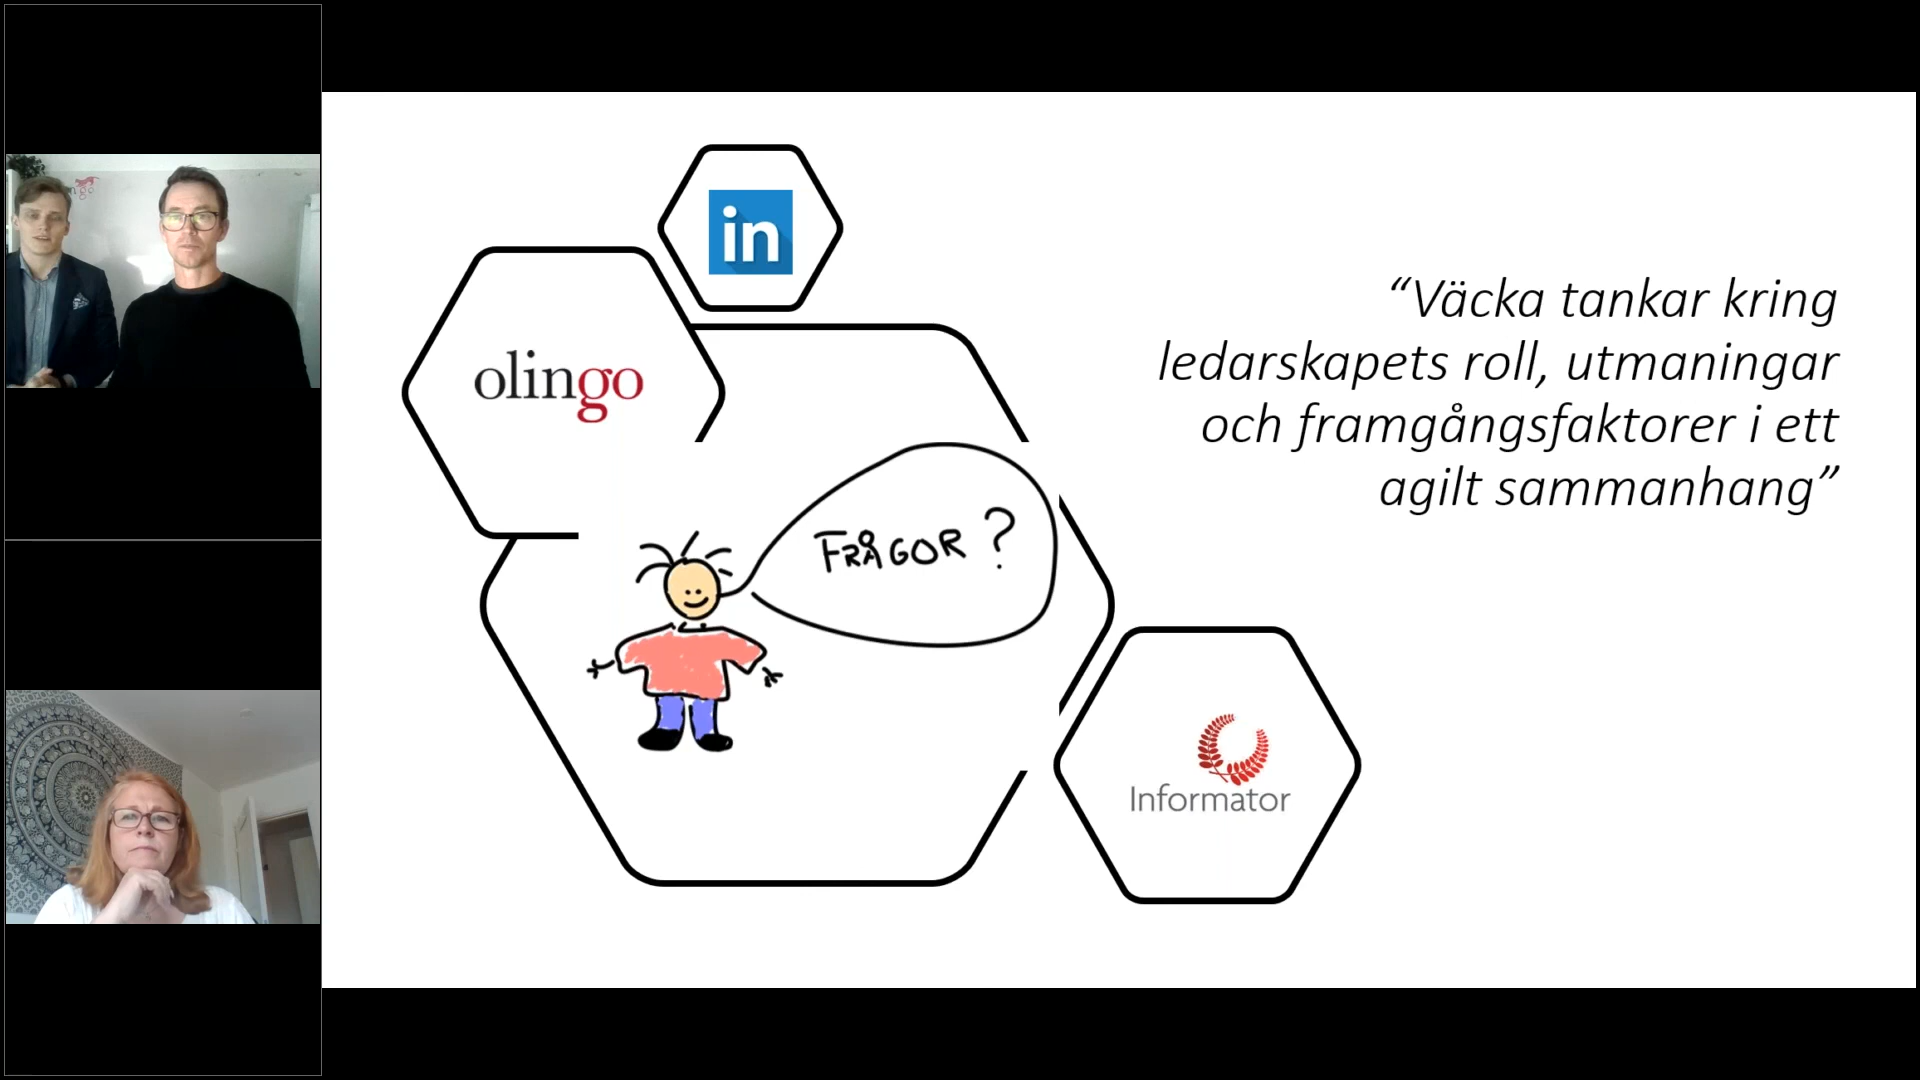 in
olingo
“Väcka tankar kring
ledarskapets roll, utmaningar
och framgångsfaktorer i ett
agilt sammanhang”
FRÅGOR ?
Informator